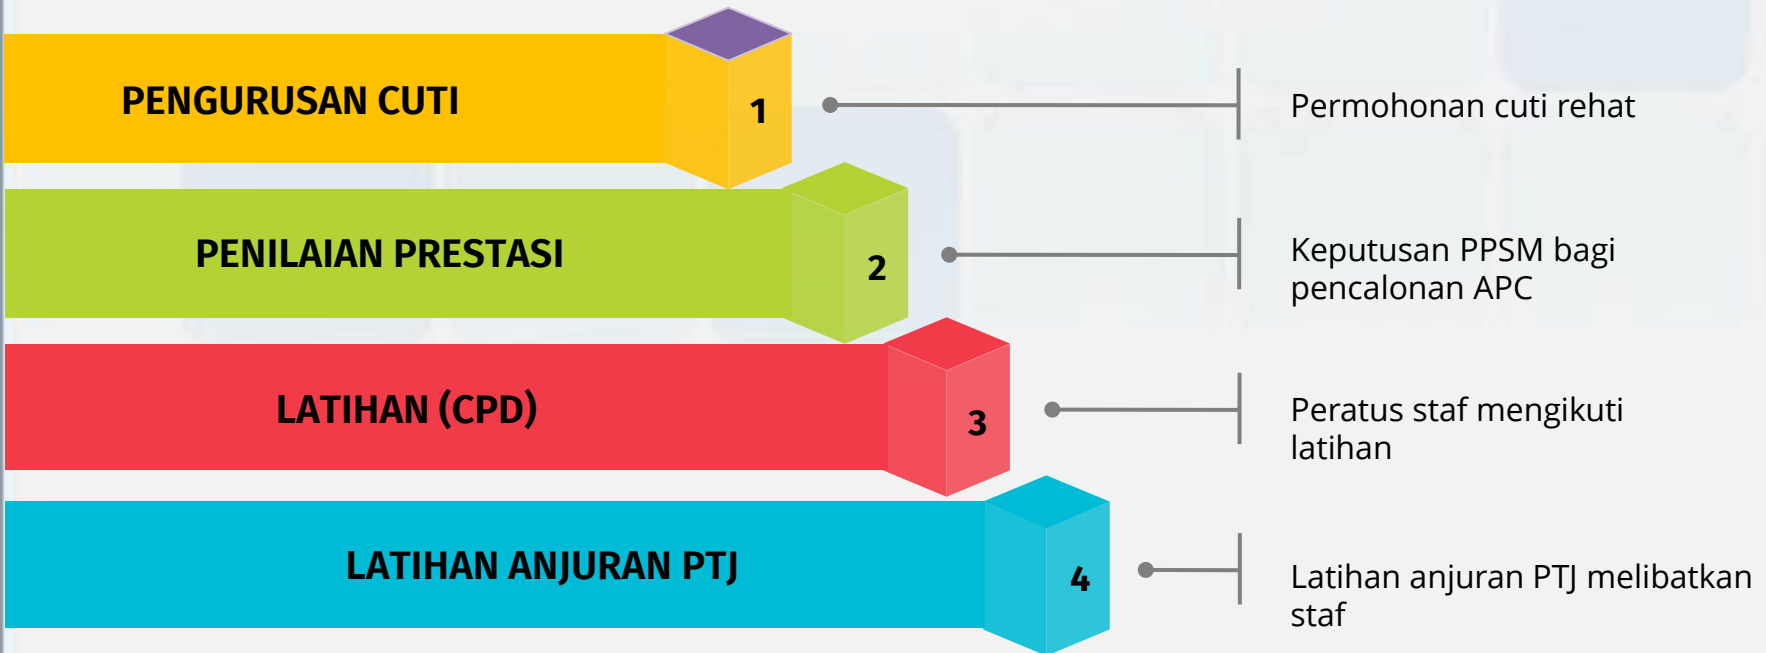 PENGURUSAN CUTI
1
Permohonan cuti rehat
PENILAIAN PRESTASI
2
Keputusan PPSM bagi
pencalonan APC
LATIHAN (CPD)
3
Peratus staf mengikuti
latihan
LATIHAN ANJURAN PTJ
4
Latihan anjuran PTJ melibatkan
staf